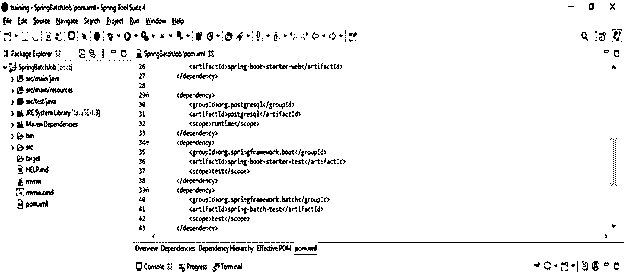 training - SpringBatchJob/pom.xml - Spring Tool Suite 4
File Edit Source Navigate Search Project Run Window Help
Package Explorer
SpringBatchJob
src/main/java
src/main/resources
src/test/java
JRE System Library
Maven Dependencies
bin
src
target
HELP.md
mvnw
mvnw.cmd
pom.xml
SpringBatchJob/pom.xml
26 <artifactId>spring-boot-starter-web</artifactId>
27 </dependency>
28
29 <dependency>
30 <groupId>org.postgresql</groupId>
31 <artifactId>postgresql</artifactId>
32 <scope>runtime</scope>
33 </dependency>
34 <dependency>
35 <groupId>org.springframework.boot</groupId>
36 <artifactId>spring-boot-starter-test</artifactId>
37 <scope>test</scope>
38 </dependency>
39 <dependency>
40 <groupId>org.springframework.batch</groupId>
41 <artifactId>spring-batch-test</artifactId>
42 <scope>test</scope>
43 </dependency>
Overview Dependencies Dependency Hierarchy Effective POM pom.xml
Console Progress Terminal